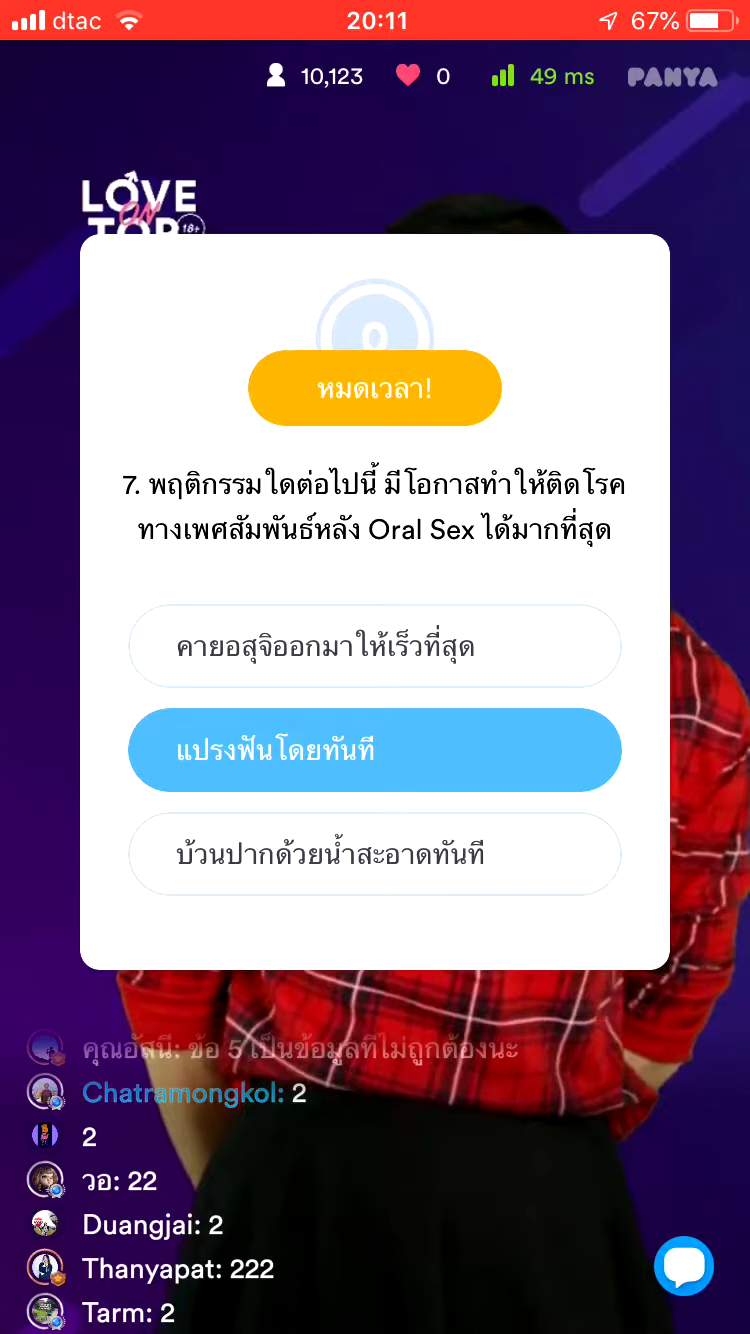 dtac 20:11 67%
10,123 0 49 ms PANYA
LOVE
ON
TOP 18+
0
หมดเวลา!
7. พฤติกรรมใดต่อไปนี้ มีโอกาสทำให้ติดโรค
ทางเพศสัมพันธ์หลัง Oral Sex ได้มากที่สุด
คายอสุจิออกมาให้เร็วที่สุด
แปรงฟันโดยทันที
บ้วนปากด้วยน้ำสะอาดทันที
คุณอัสนี: ข้อ 5 เป็นข้อมูลที่ไม่ถูกต้องนะ
Chatramongkol: 2
2
วอ: 22
Duangjai: 2
Thanyapat: 222
Tarm: 2